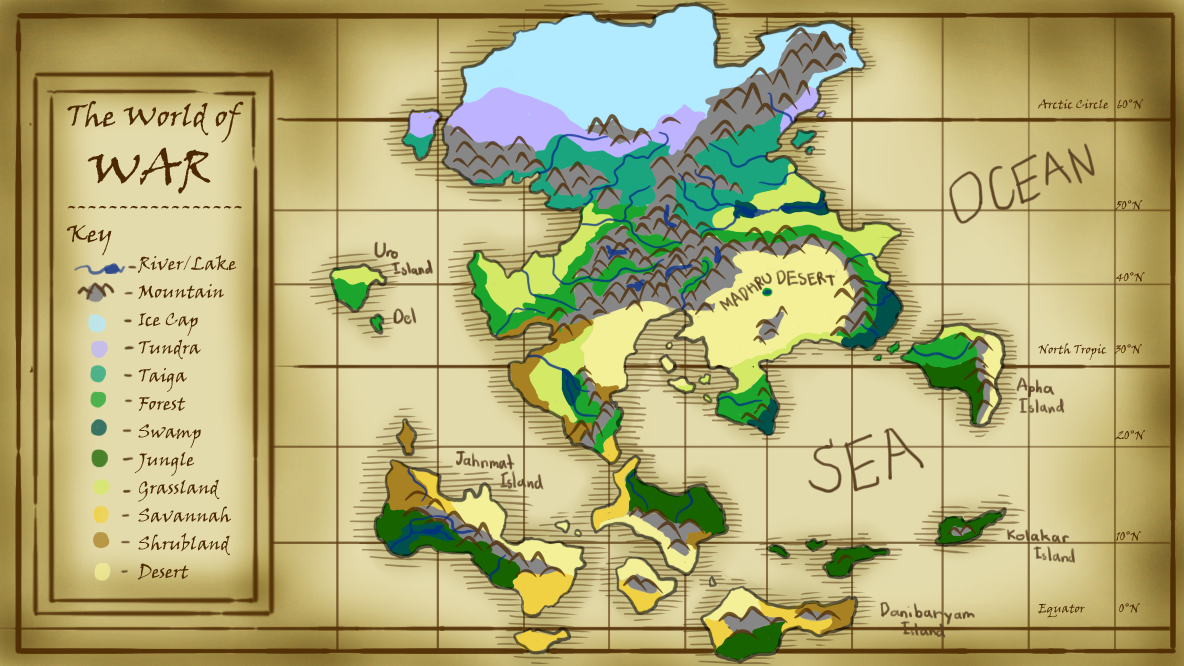 The World of
WAR
Key
River/Lake
Mountain
Ice Cap
Tundra
Taiga
Forest
Swamp
Jungle
Grassland
Savannah
Shrubland
Desert
Arctic Circle 60°N
OCEAN
50°N
Uro
Island
40°N
MADHRU DESERT
Del
North Tropic 30°N
Apha
Island
20°N
SEA
Jahnmat
Island
10°N
Kolakar
Island
Equator 0°N
Danibaryam
Island